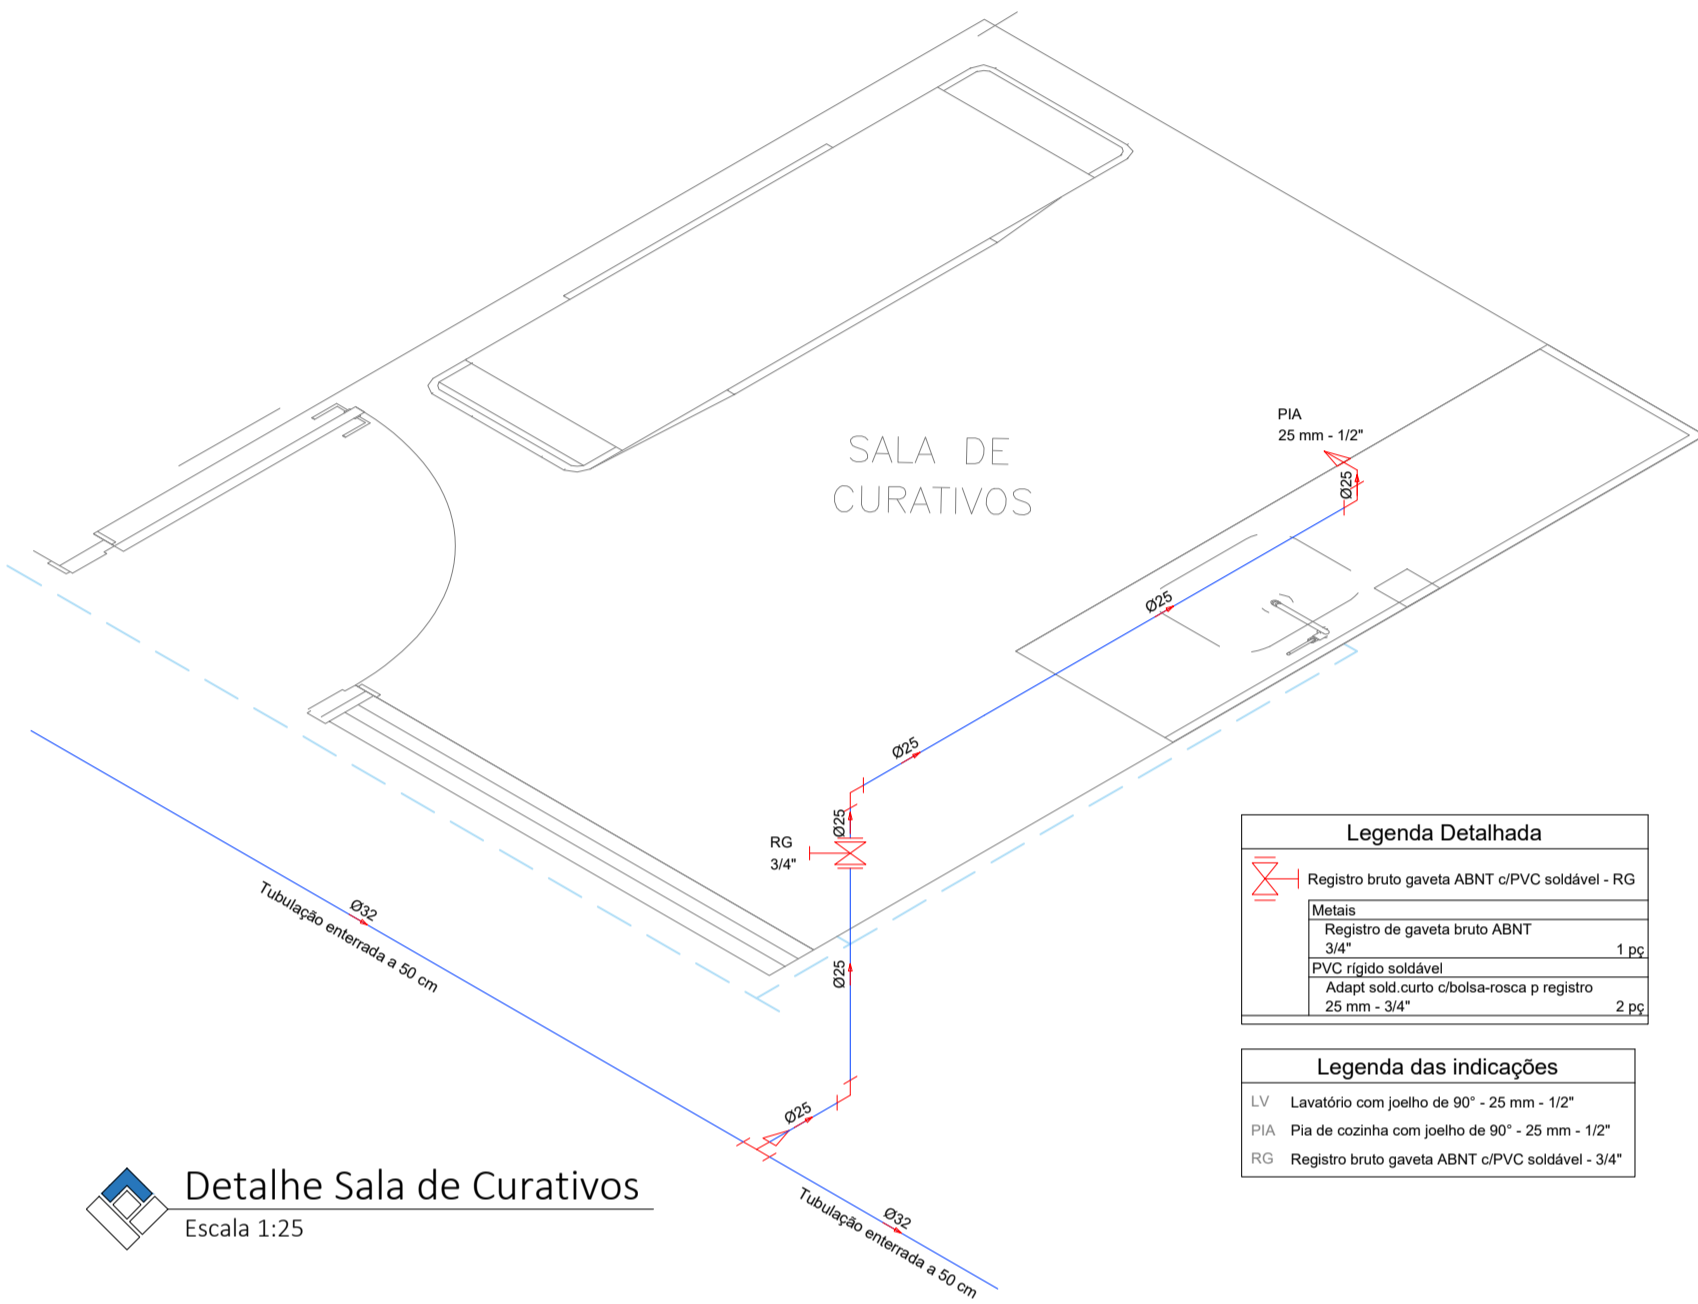 SALA DE
CURATIVOS
PIA
25 mm - 1/2"
Ø25
Ø25
Ø25
Ø25
RG
3/4"
Ø25
Ø25
Ø32
Tubulação enterrada a 50 cm
Ø32
Tubulação enterrada a 50 cm
Legenda Detalhada
Registro bruto gaveta ABNT c/PVC soldável - RG
Metais
Registro de gaveta bruto ABNT
3/4" 1 pç
PVC rígido soldável
Adapt sold.curto c/bolsa-rosca p registro
25 mm - 3/4" 2 pç
Legenda das indicações
LV Lavatório com joelho de 90° - 25 mm - 1/2"
PIA Pia de cozinha com joelho de 90° - 25 mm - 1/2"
RG Registro bruto gaveta ABNT c/PVC soldável - 3/4"
Detalhe Sala de Curativos
Escala 1:25